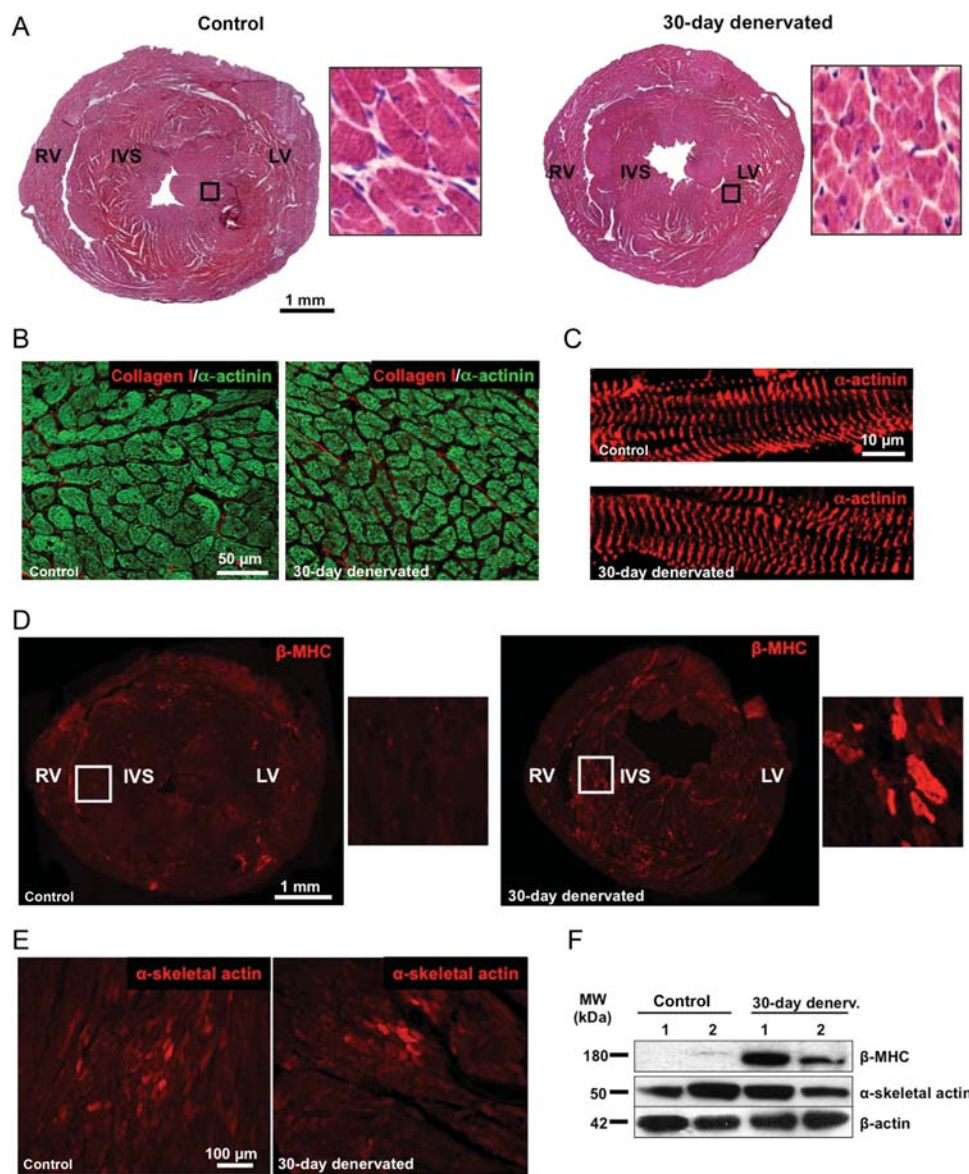 A
Control
30-day denervated
RV
IVS
LV
RV
IVS
LV
1 mm
B
Collagen I/α-actinin
Control
50 µm
Collagen I/α-actinin
30-day denervated
C
α-actinin
Control
10 µm
α-actinin
30-day denervated
D
β-MHC
RV
IVS
LV
Control
1 mm
β-MHC
RV
IVS
LV
30-day denervated
E
α-skeletal actin
Control
100 µm
α-skeletal actin
30-day denervated
F
MW
(kDa)
Control
30-day denerv.
1 2 1 2
180 β-MHC
50 α-skeletal actin
42 β-actin